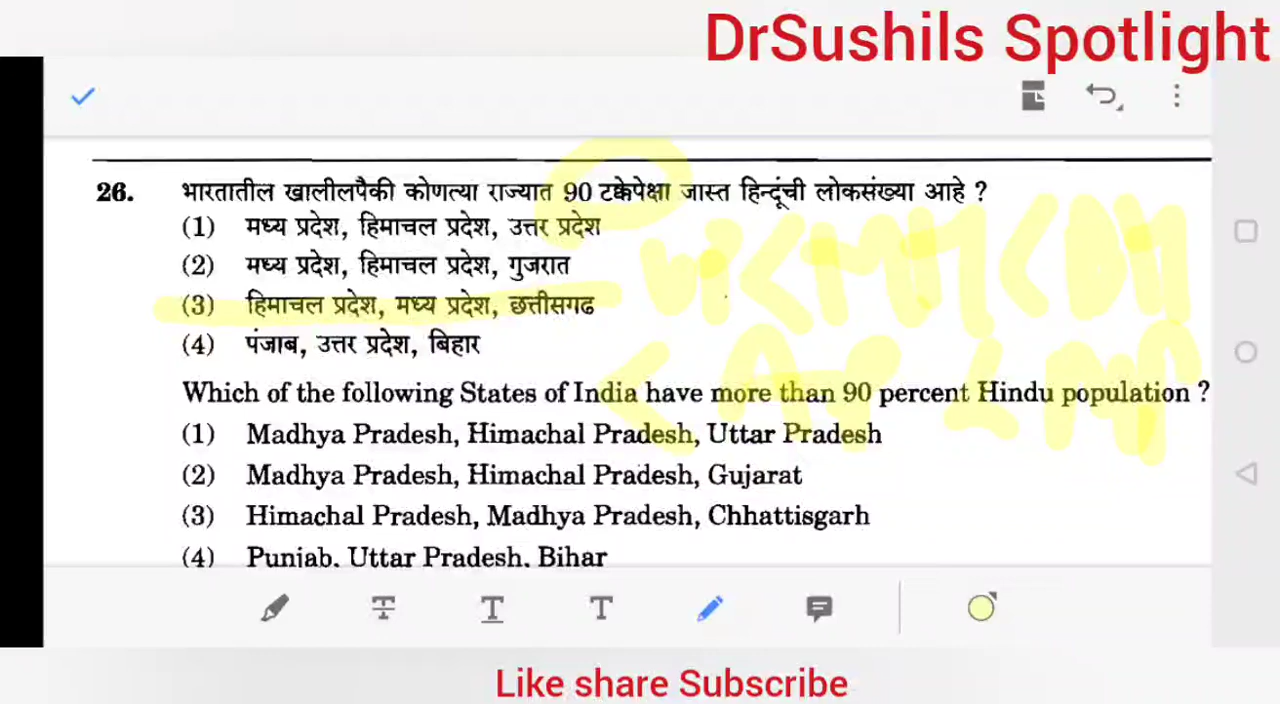 DrSushils Spotlight
26. भारतातील खालीलपैकी कोणत्या राज्यात 90 टक्केपेक्षा जास्त हिन्दूंची लोकसंख्या आहे ?
(1) मध्य प्रदेश, हिमाचल प्रदेश, उत्तर प्रदेश
(2) मध्य प्रदेश, हिमाचल प्रदेश, गुजरात
(3) हिमाचल प्रदेश, मध्य प्रदेश, छत्तीसगढ
(4) पंजाब, उत्तर प्रदेश, बिहार
Which of the following States of India have more than 90 percent Hindu population ?
(1) Madhya Pradesh, Himachal Pradesh, Uttar Pradesh
(2) Madhya Pradesh, Himachal Pradesh, Gujarat
(3) Himachal Pradesh, Madhya Pradesh, Chhattisgarh
(4) Punjab, Uttar Pradesh, Bihar
Like share Subscribe